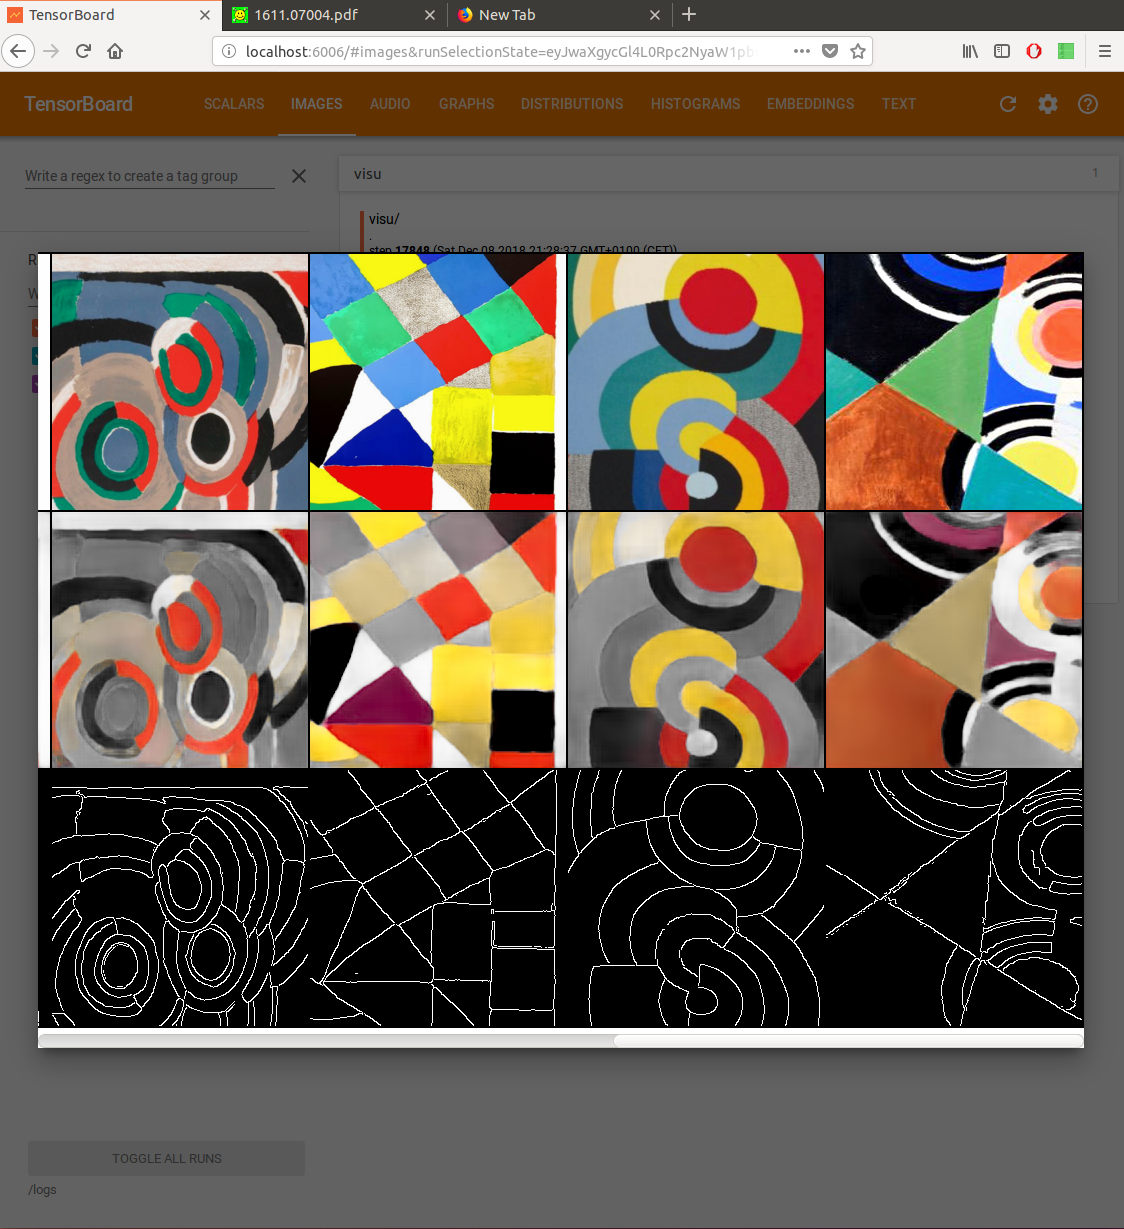 TensorBoard
1611.07004.pdf
New Tab
localhost:6006/#images&runSelectionState=eyJwaXgycGl4L0Rpc2NyaW1pb
TensorBoard
SCALARS
IMAGES
AUDIO
GRAPHS
DISTRIBUTIONS
HISTOGRAMS
EMBEDDINGS
TEXT
Write a regex to create a tag group
visu
1
visu/
.
step 17848 (Sat Dec 08 2018 21:28:37 GMT+0100 (CET))
R
W
TOGGLE ALL RUNS
/logs